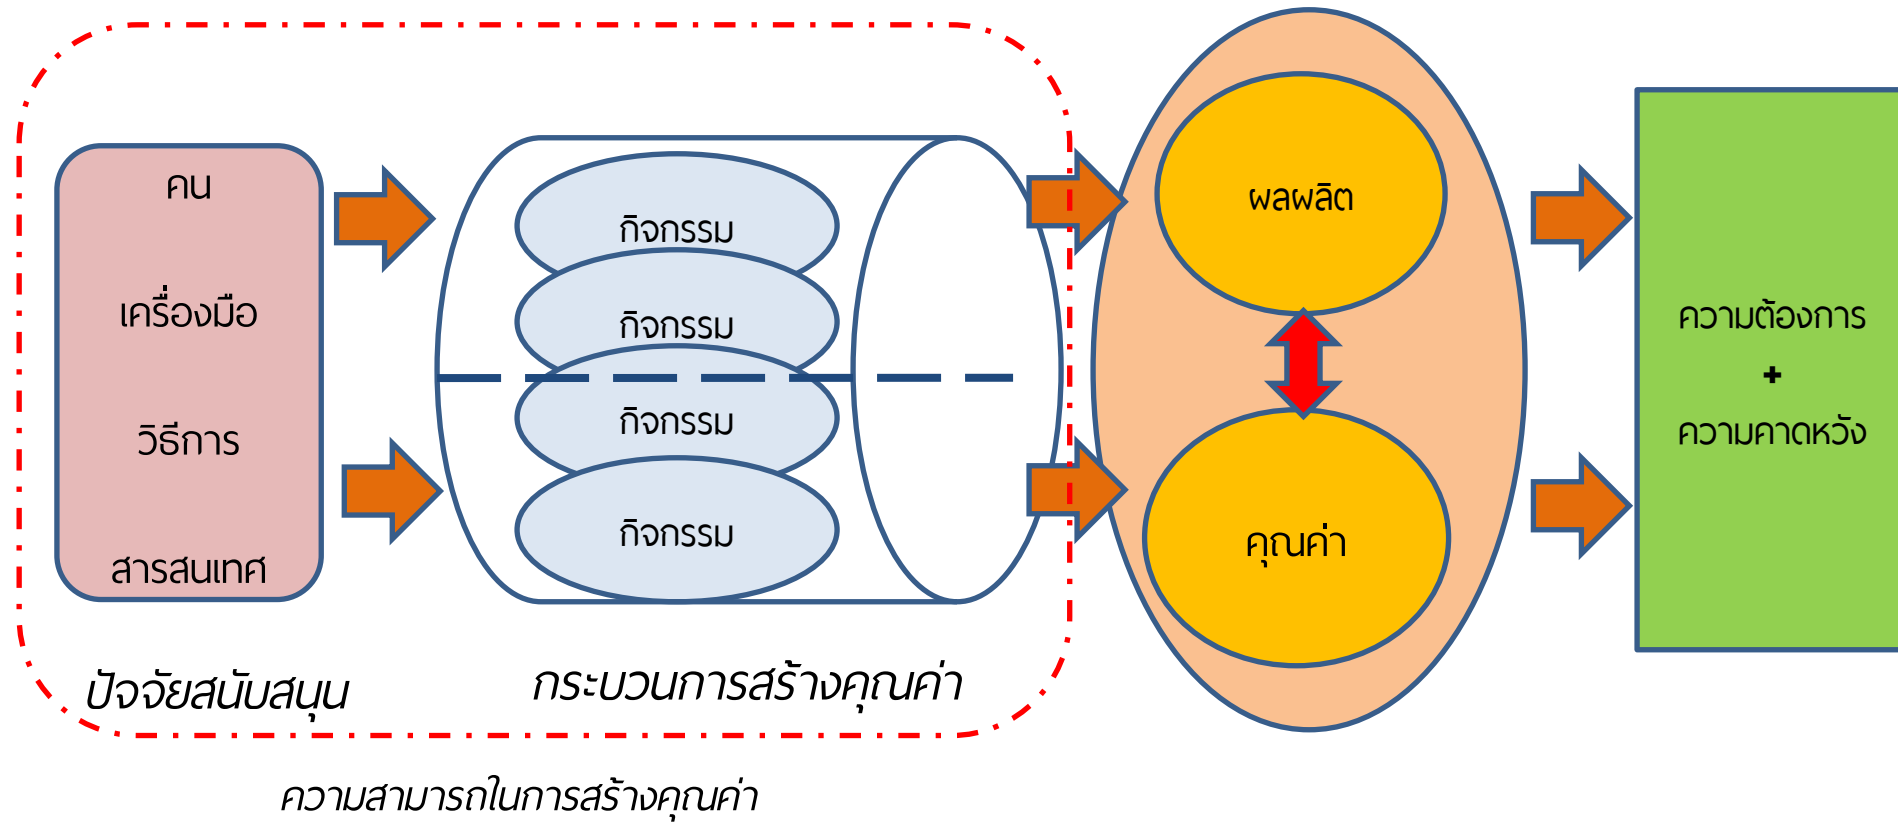 คน
เครื่องมือ
วิธีการ
สารสนเทศ
ปัจจัยสนับสนุน
กิจกรรม
กิจกรรม
กิจกรรม
กิจกรรม
กระบวนการสร้างคุณค่า
ความสามารถในการสร้างคุณค่า
ผลผลิต
คุณค่า
ความต้องการ
+
ความคาดหวัง